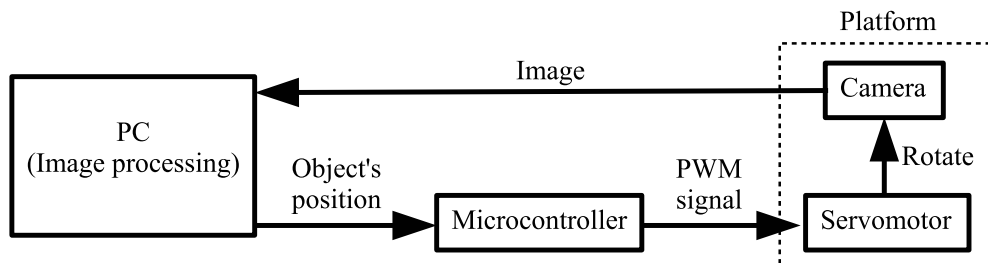 Platform
Image
Camera
PC
(Image processing)
Rotate
Object's
position
PWM
signal
Microcontroller
Servomotor